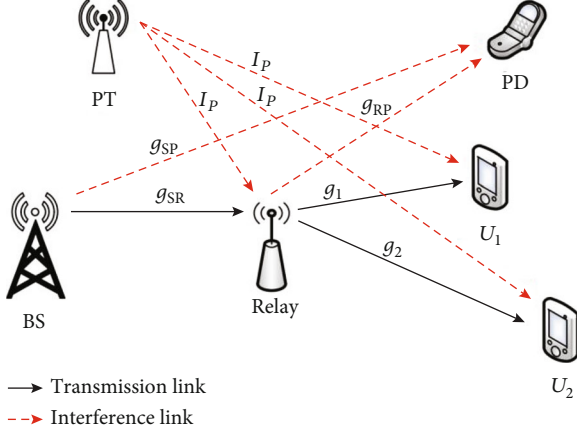 PT
PD
I_P
I_P
I_P
g_RP
g_SP
g_SR
g_1
g_2
U_1
BS
Relay
U_2
Transmission link
Interference link